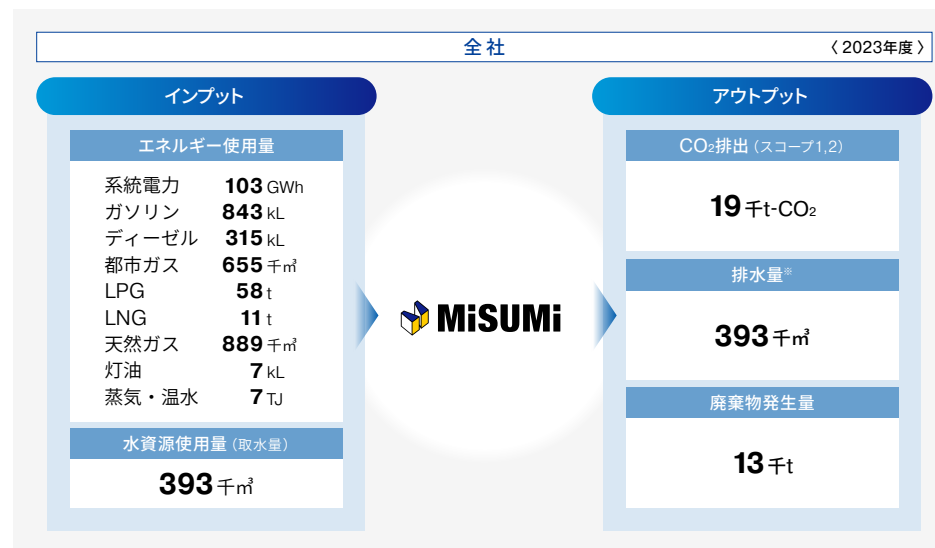 全社 〈 2023年度 〉
インプット
エネルギー使用量
系統電力 103 GWh
ガソリン 843 kL
ディーゼル 315 kL
都市ガス 655 千㎥
LPG 58 t
LNG 11 t
天然ガス 889 千㎥
灯油 7 kL
蒸気・温水 7 TJ
水資源使用量（取水量）
393 千㎥
MiSUMi
アウトプット
CO₂排出（スコープ1,2）
19 千t-CO₂
排水量※
393 千㎥
廃棄物発生量
13 千t